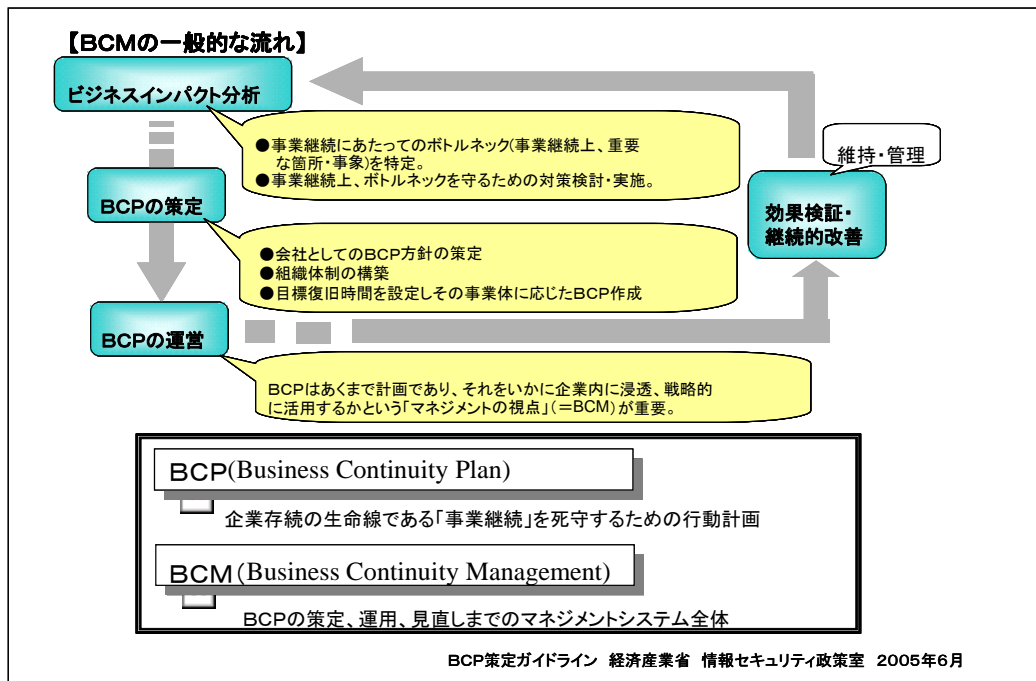 【BCMの一般的な流れ】
ビジネスインパクト分析
●事業継続にあたってのボトルネック(事業継続上、重要
な箇所・事象)を特定。
●事業継続上、ボトルネックを守るための対策検討・実施。
維持・管理
BCPの策定
効果検証・
継続的改善
●会社としてのBCP方針の策定
●組織体制の構築
●目標復旧時間を設定しその事業体に応じたBCP作成
BCPの運営
BCPはあくまで計画であり、それをいかに企業内に浸透、戦略的
に活用するかという「マネジメントの視点」(=BCM)が重要。
BCP(Business Continuity Plan)
企業存続の生命線である「事業継続」を死守するための行動計画
BCM(Business Continuity Management)
BCPの策定、運用、見直しまでのマネジメントシステム全体
BCP策定ガイドライン 経済産業省 情報セキュリティ政策室 2005年6月